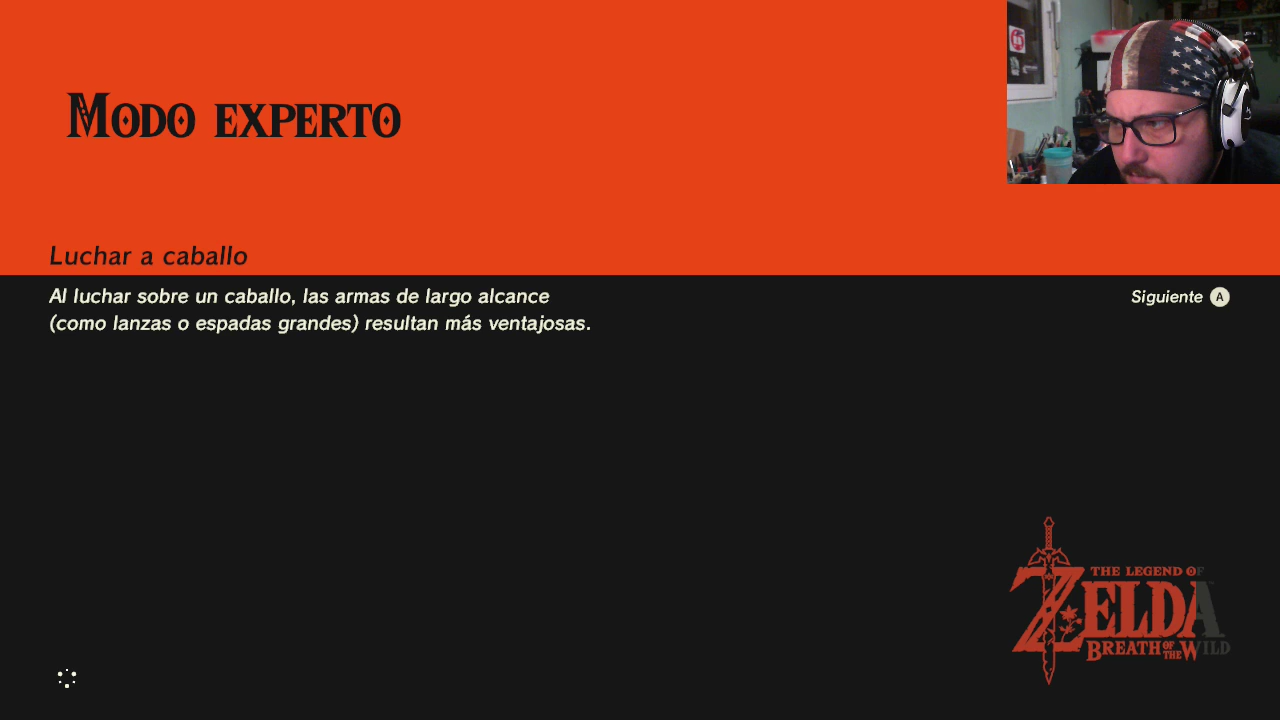 Modo experto
Luchar a caballo
Al luchar sobre un caballo, las armas de largo alcance
(como lanzas o espadas grandes) resultan más ventajosas.
Siguiente A
THE LEGEND OF
ZELDA
BREATH OF THE WILD